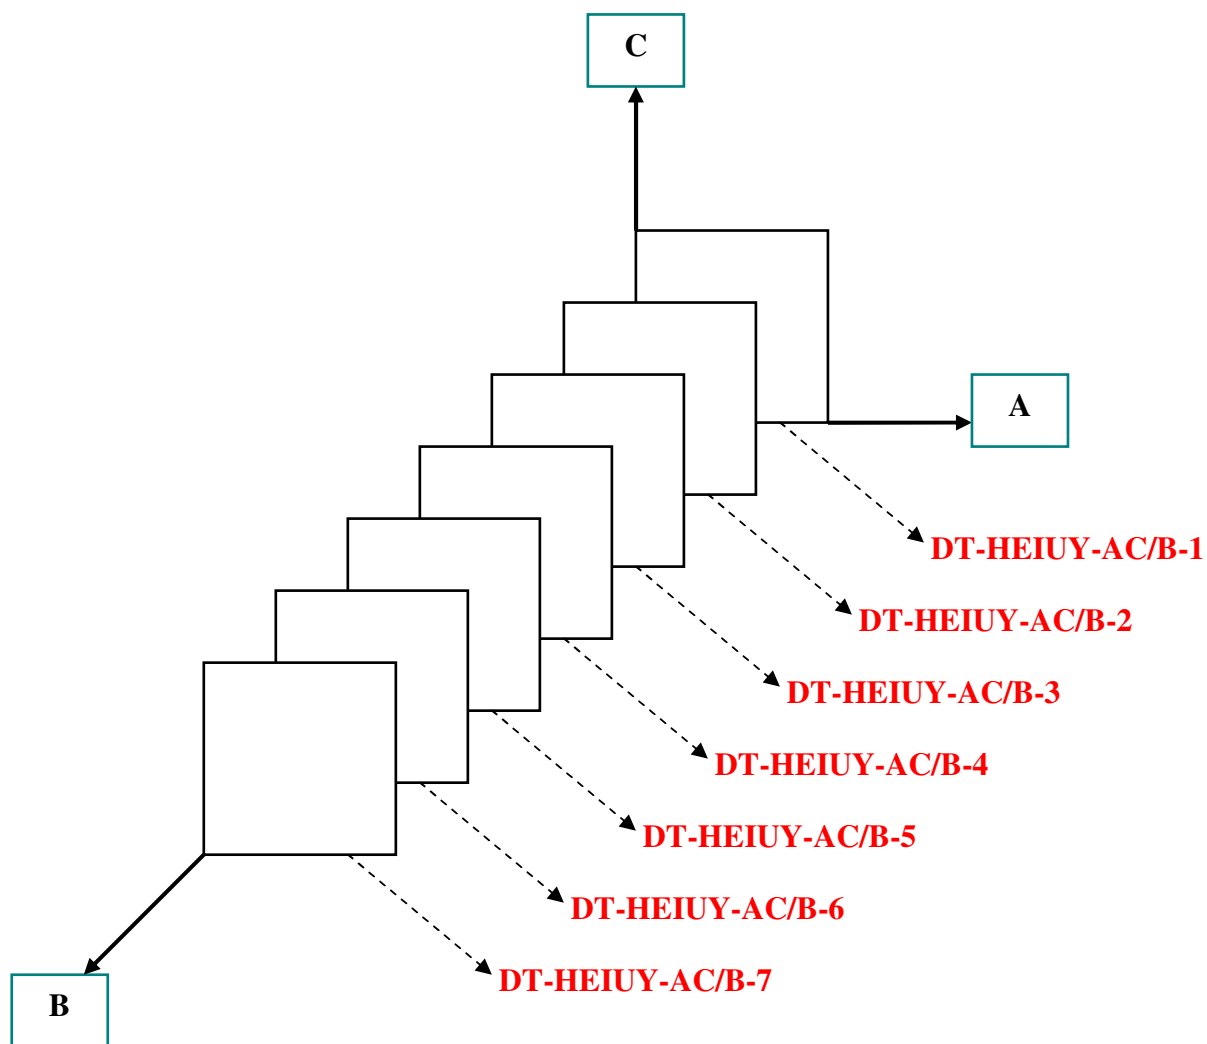 C
A
DT-HEIUY-AC/B-1
DT-HEIUY-AC/B-2
DT-HEIUY-AC/B-3
DT-HEIUY-AC/B-4
DT-HEIUY-AC/B-5
DT-HEIUY-AC/B-6
DT-HEIUY-AC/B-7
B